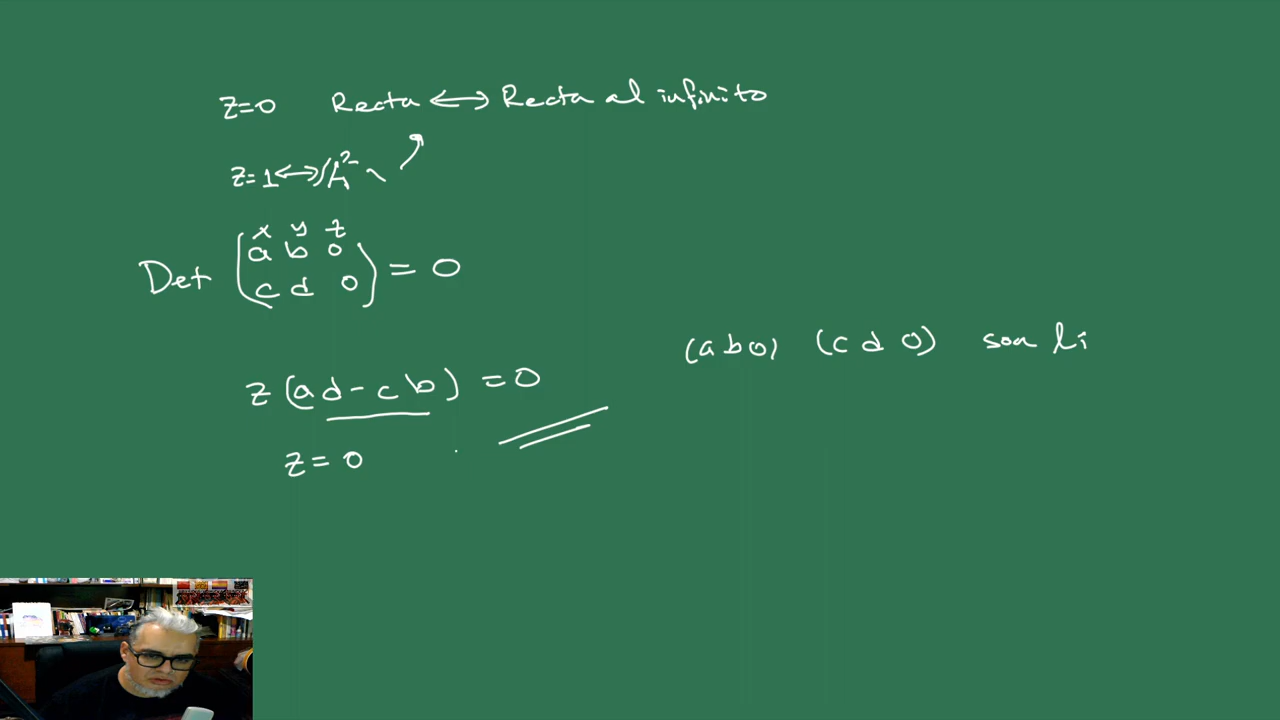 z=0 Recta ↔ Recta al infinito
z=1 ↔ A²
x y z
a b 0
Det ( ) = 0
c d 0
(a b 0) (c d 0) son li
z(ad-cb) = 0
z=0